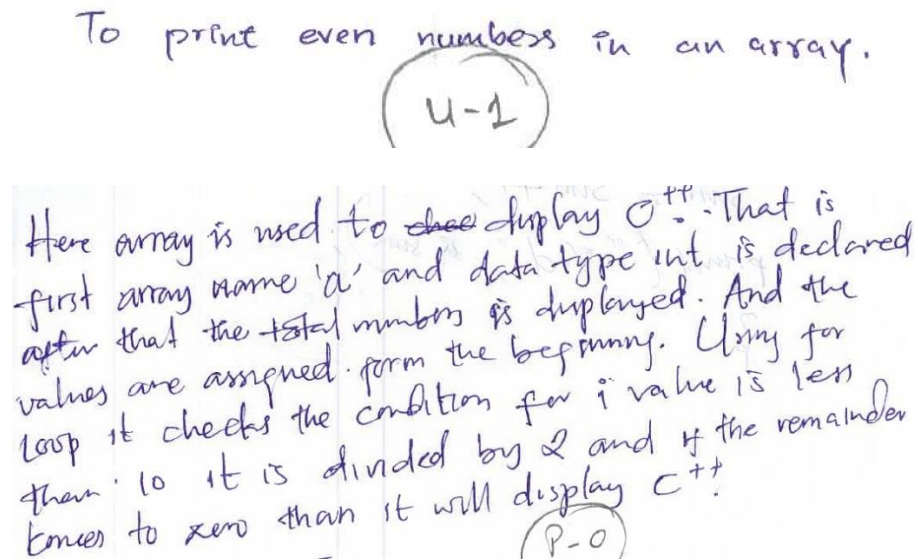 To print even numbers in an array.
U-1
Here array is used to display C++. That is
first array name 'a' and data type int is declared
after that the total numbers is displayed. And the
values are assigned form the beginning. Using for
Loop it checks the condition for i value is less
than 10 it is divided by 2 and if the remainder
to zero than it will display C++.
P-0